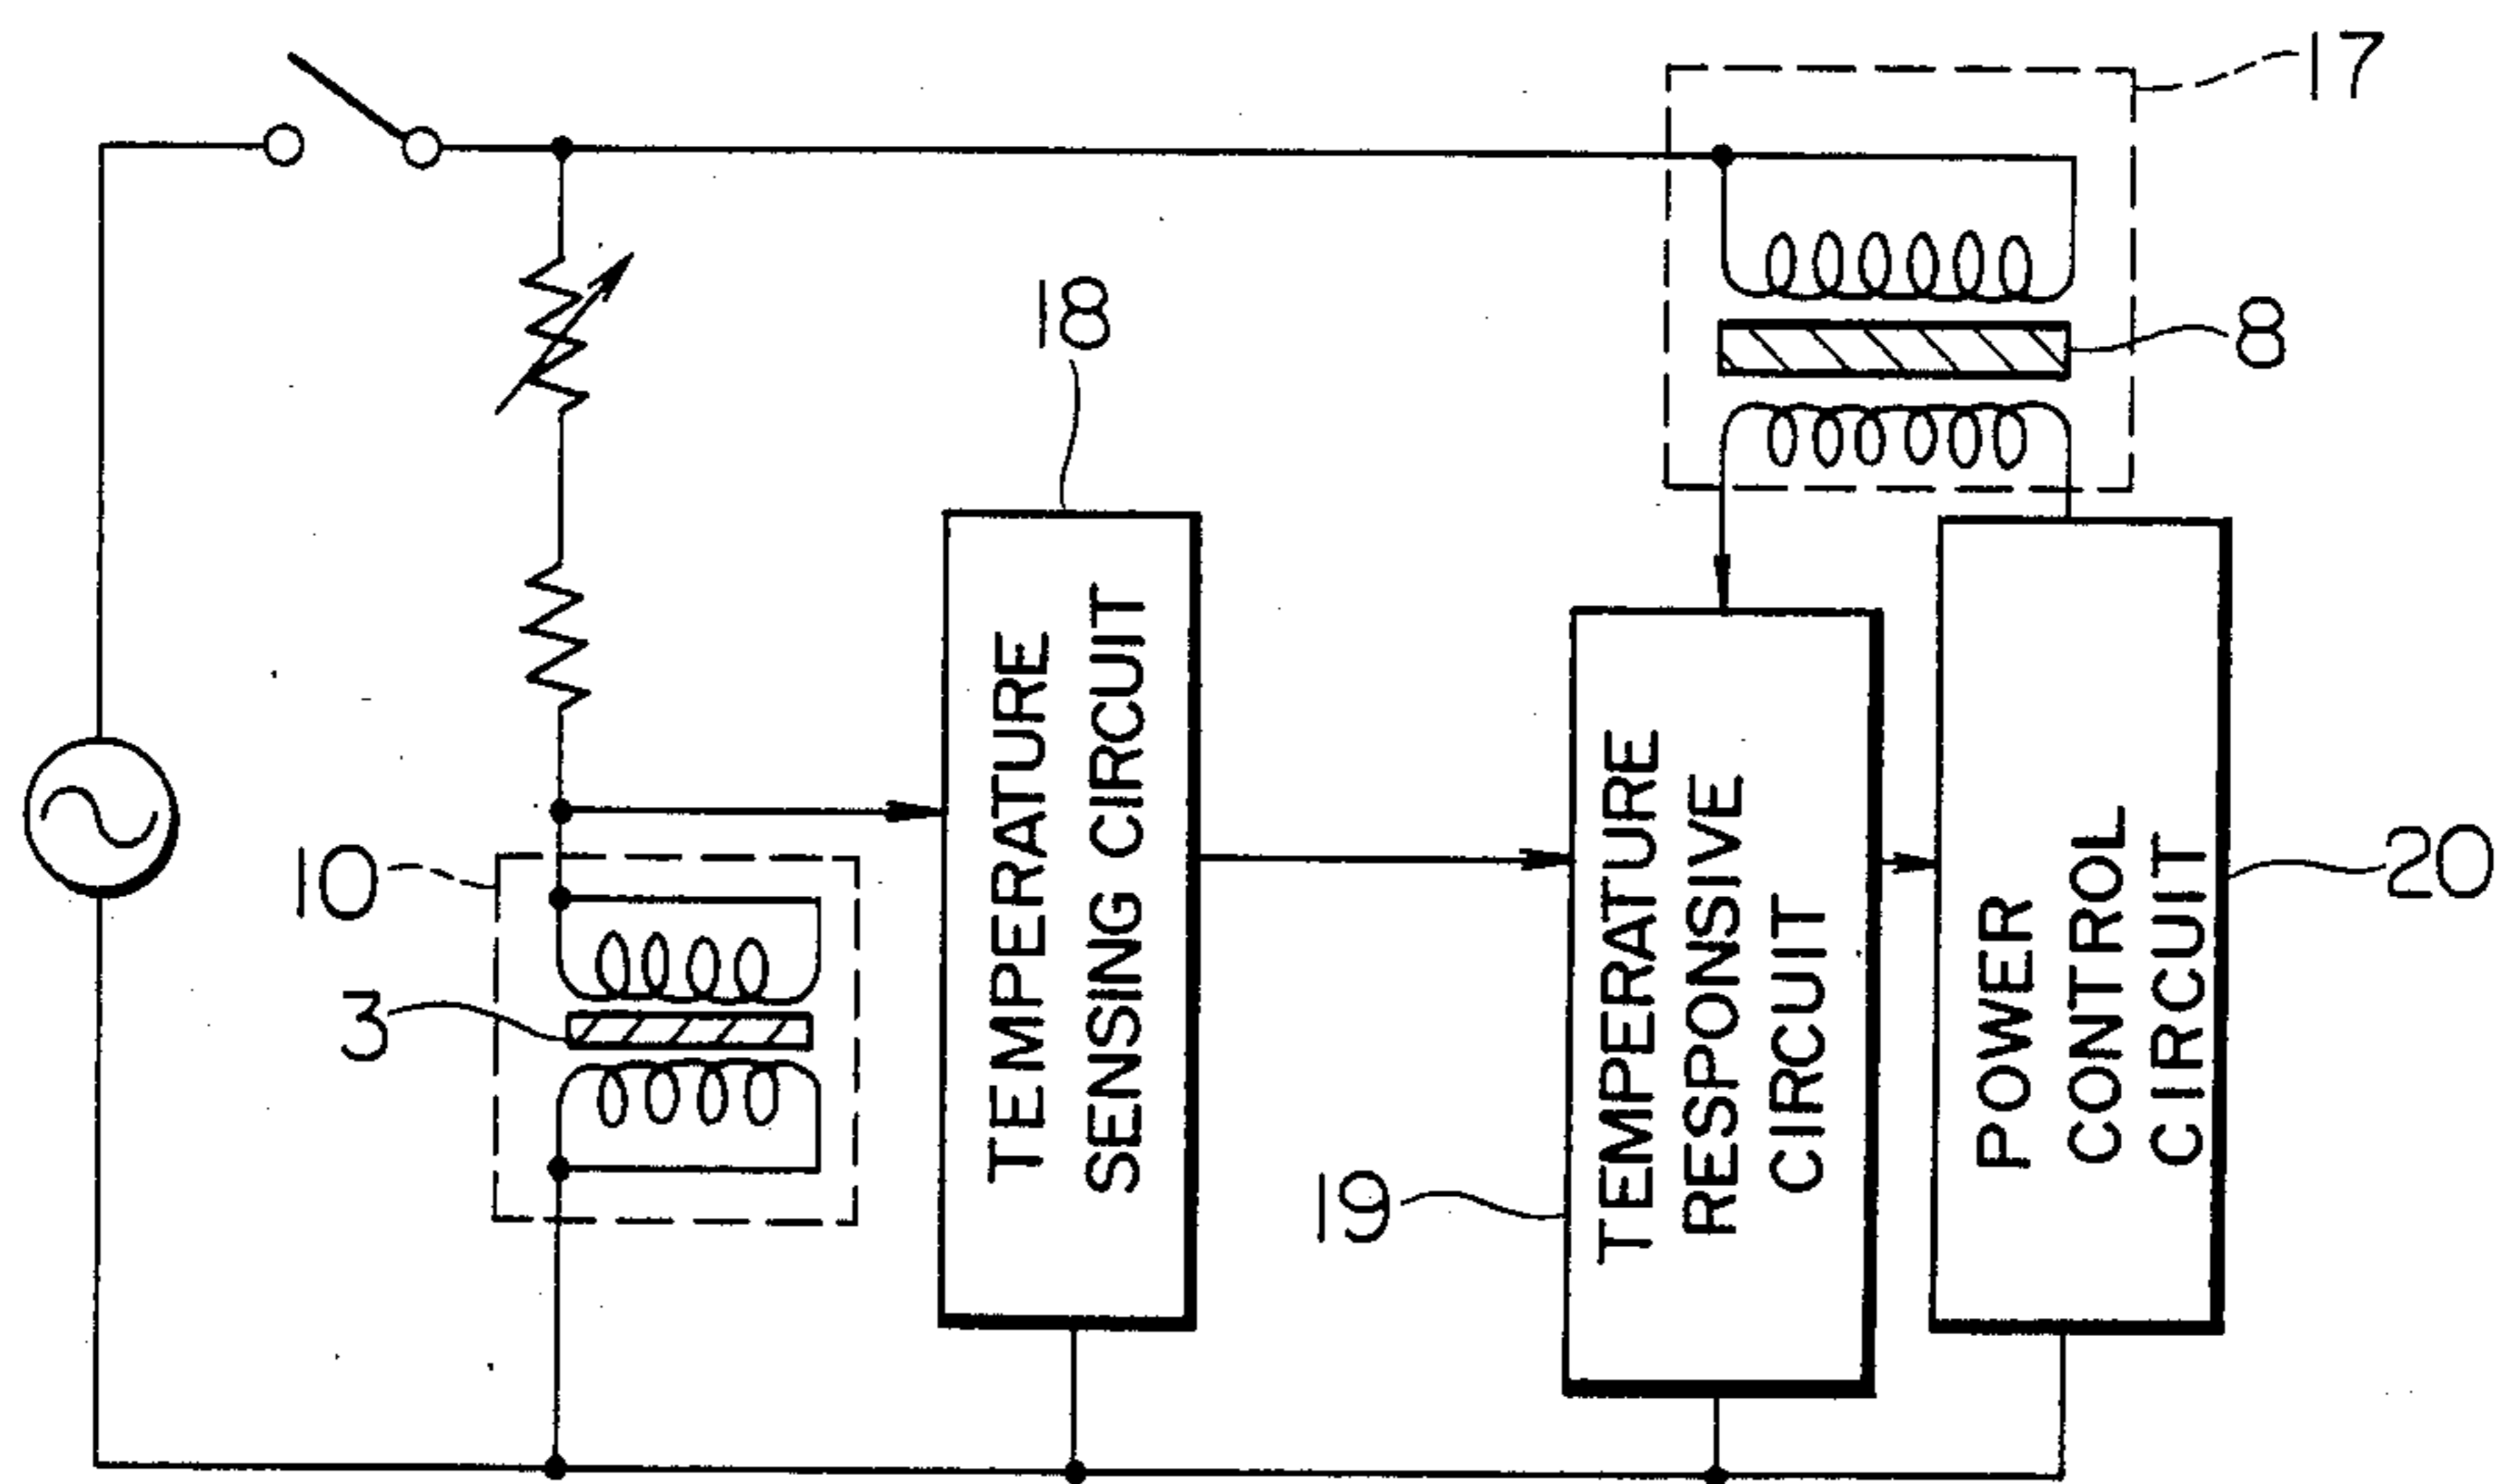 17
18
8
TEMPERATURE
SENSING CIRCUIT
TEMPERATURE
RESPONSIVE
CIRCUIT
POWER
CONTROL
CIRCUIT
10
20
3
19